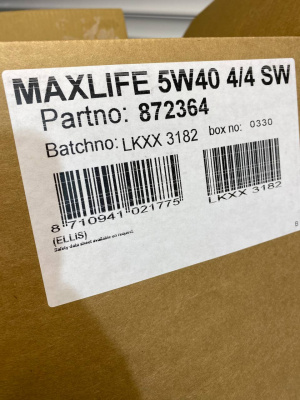 MAXLIFE 5W40 4/4 SW
Partno: 872364
Batchno: LKXX 3182 box no: 0330
8 710941 021775
LKXX 3182
(ELLIS)
Safety data sheet available on request.
8